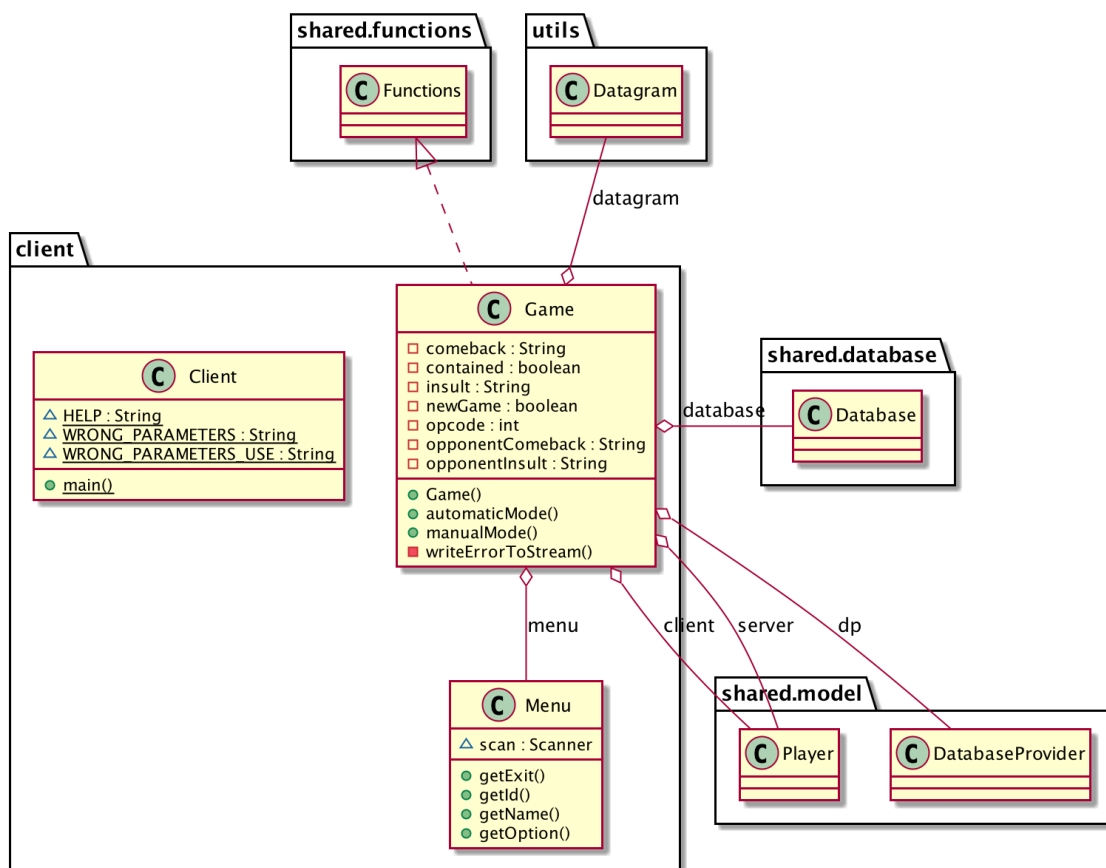 shared.functions
utils
C Functions
C Datagram
datagram
client
C Game
comeback : String
contained : boolean
insult : String
newGame : boolean
opcode : int
opponentComeback : String
opponentInsult : String
Game()
automaticMode()
manualMode()
writeErrorToStream()
C Client
HELP : String
WRONG_PARAMETERS : String
WRONG_PARAMETERS_USE : String
main()
shared.database
database
C Database
menu
client
server
dp
C Menu
scan : Scanner
getExit()
getId()
getName()
getOption()
shared.model
C Player
C DatabaseProvider